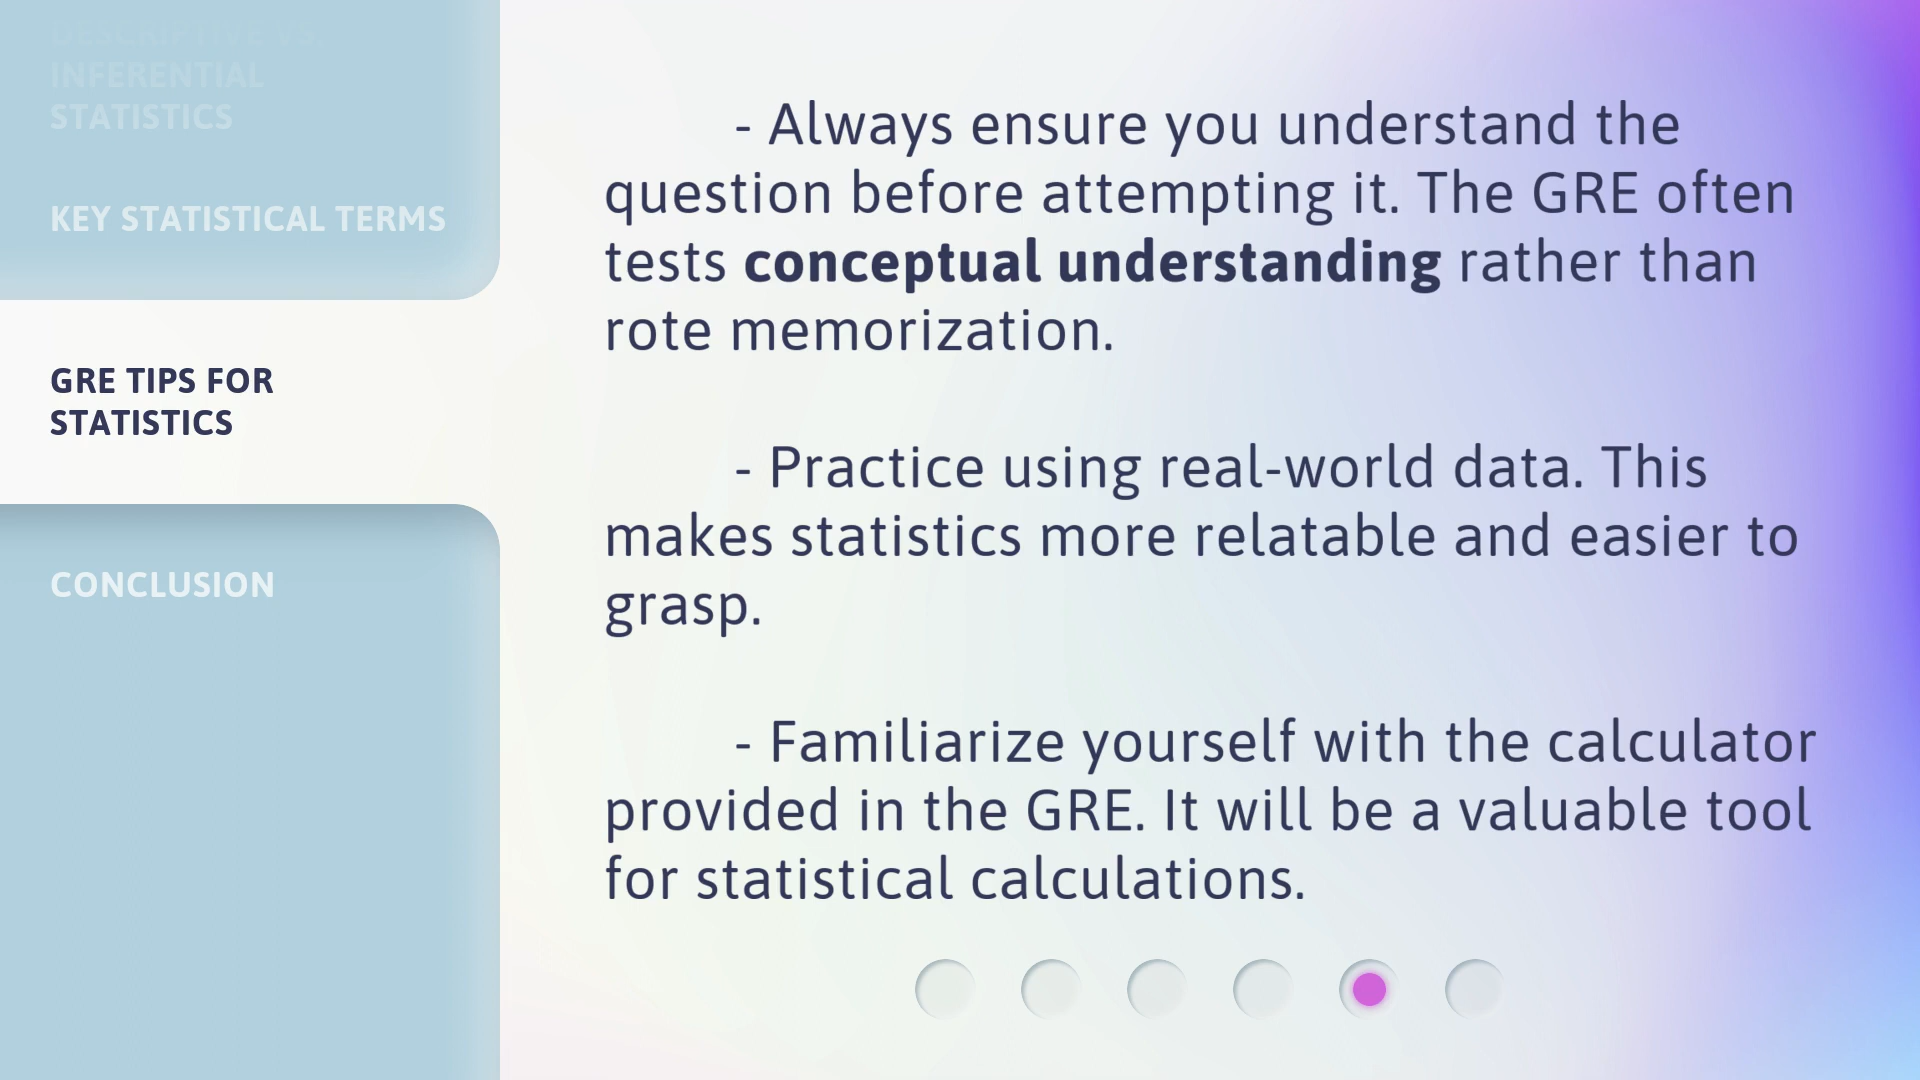 DESCRIPTIVE VS.
INFERENTIAL
STATISTICS
KEY STATISTICAL TERMS
GRE TIPS FOR
STATISTICS
CONCLUSION
- Always ensure you understand the
question before attempting it. The GRE often
tests conceptual understanding rather than
rote memorization.
- Practice using real-world data. This
makes statistics more relatable and easier to
grasp.
- Familiarize yourself with the calculator
provided in the GRE. It will be a valuable tool
for statistical calculations.